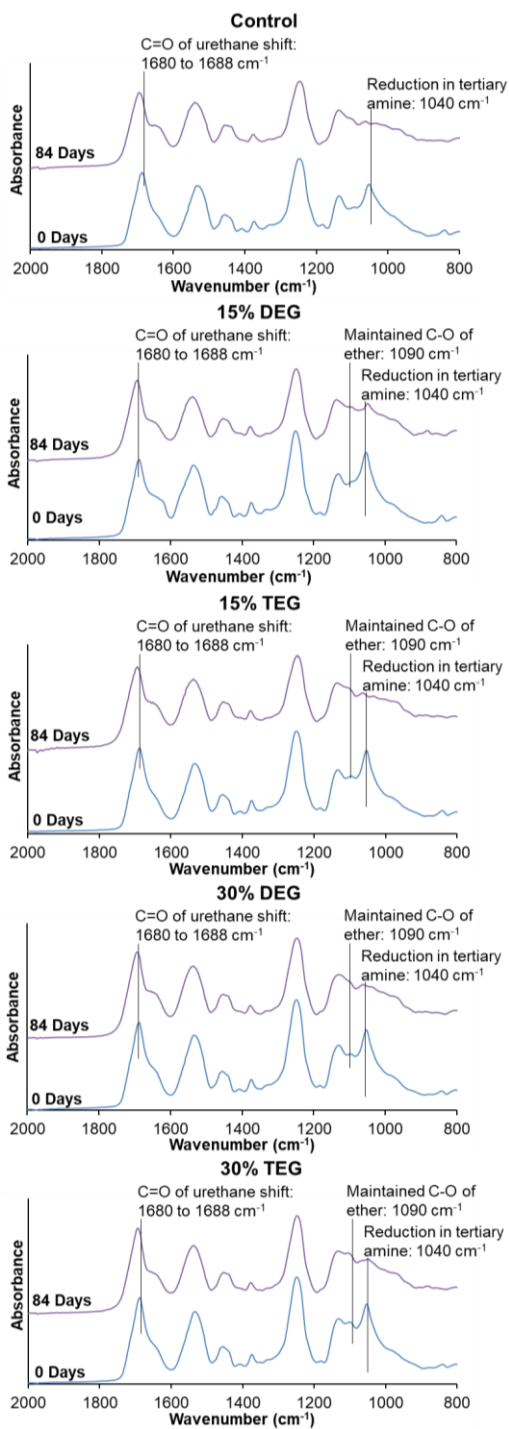 Control
C=O of urethane shift:
1680 to 1688 cm⁻¹
Reduction in tertiary
amine: 1040 cm⁻¹
Absorbance
84 Days
0 Days
2000 1800 1600 1400 1200 1000 800
Wavenumber (cm⁻¹)
15% DEG
C=O of urethane shift:
1680 to 1688 cm⁻¹
Maintained C-O of
ether: 1090 cm⁻¹
Reduction in tertiary
amine: 1040 cm⁻¹
Absorbance
84 Days
0 Days
2000 1800 1600 1400 1200 1000 800
Wavenumber (cm⁻¹)
15% TEG
C=O of urethane shift:
1680 to 1688 cm⁻¹
Maintained C-O of
ether: 1090 cm⁻¹
Reduction in tertiary
amine: 1040 cm⁻¹
Absorbance
84 Days
0 Days
2000 1800 1600 1400 1200 1000 800
Wavenumber (cm⁻¹)
30% DEG
C=O of urethane shift:
1680 to 1688 cm⁻¹
Maintained C-O of
ether: 1090 cm⁻¹
Reduction in tertiary
amine: 1040 cm⁻¹
Absorbance
84 Days
0 Days
2000 1800 1600 1400 1200 1000 800
Wavenumber (cm⁻¹)
30% TEG
C=O of urethane shift:
1680 to 1688 cm⁻¹
Maintained C-O of
ether: 1090 cm⁻¹
Reduction in tertiary
amine: 1040 cm⁻¹
Absorbance
84 Days
0 Days
2000 1800 1600 1400 1200 1000 800
Wavenumber (cm⁻¹)